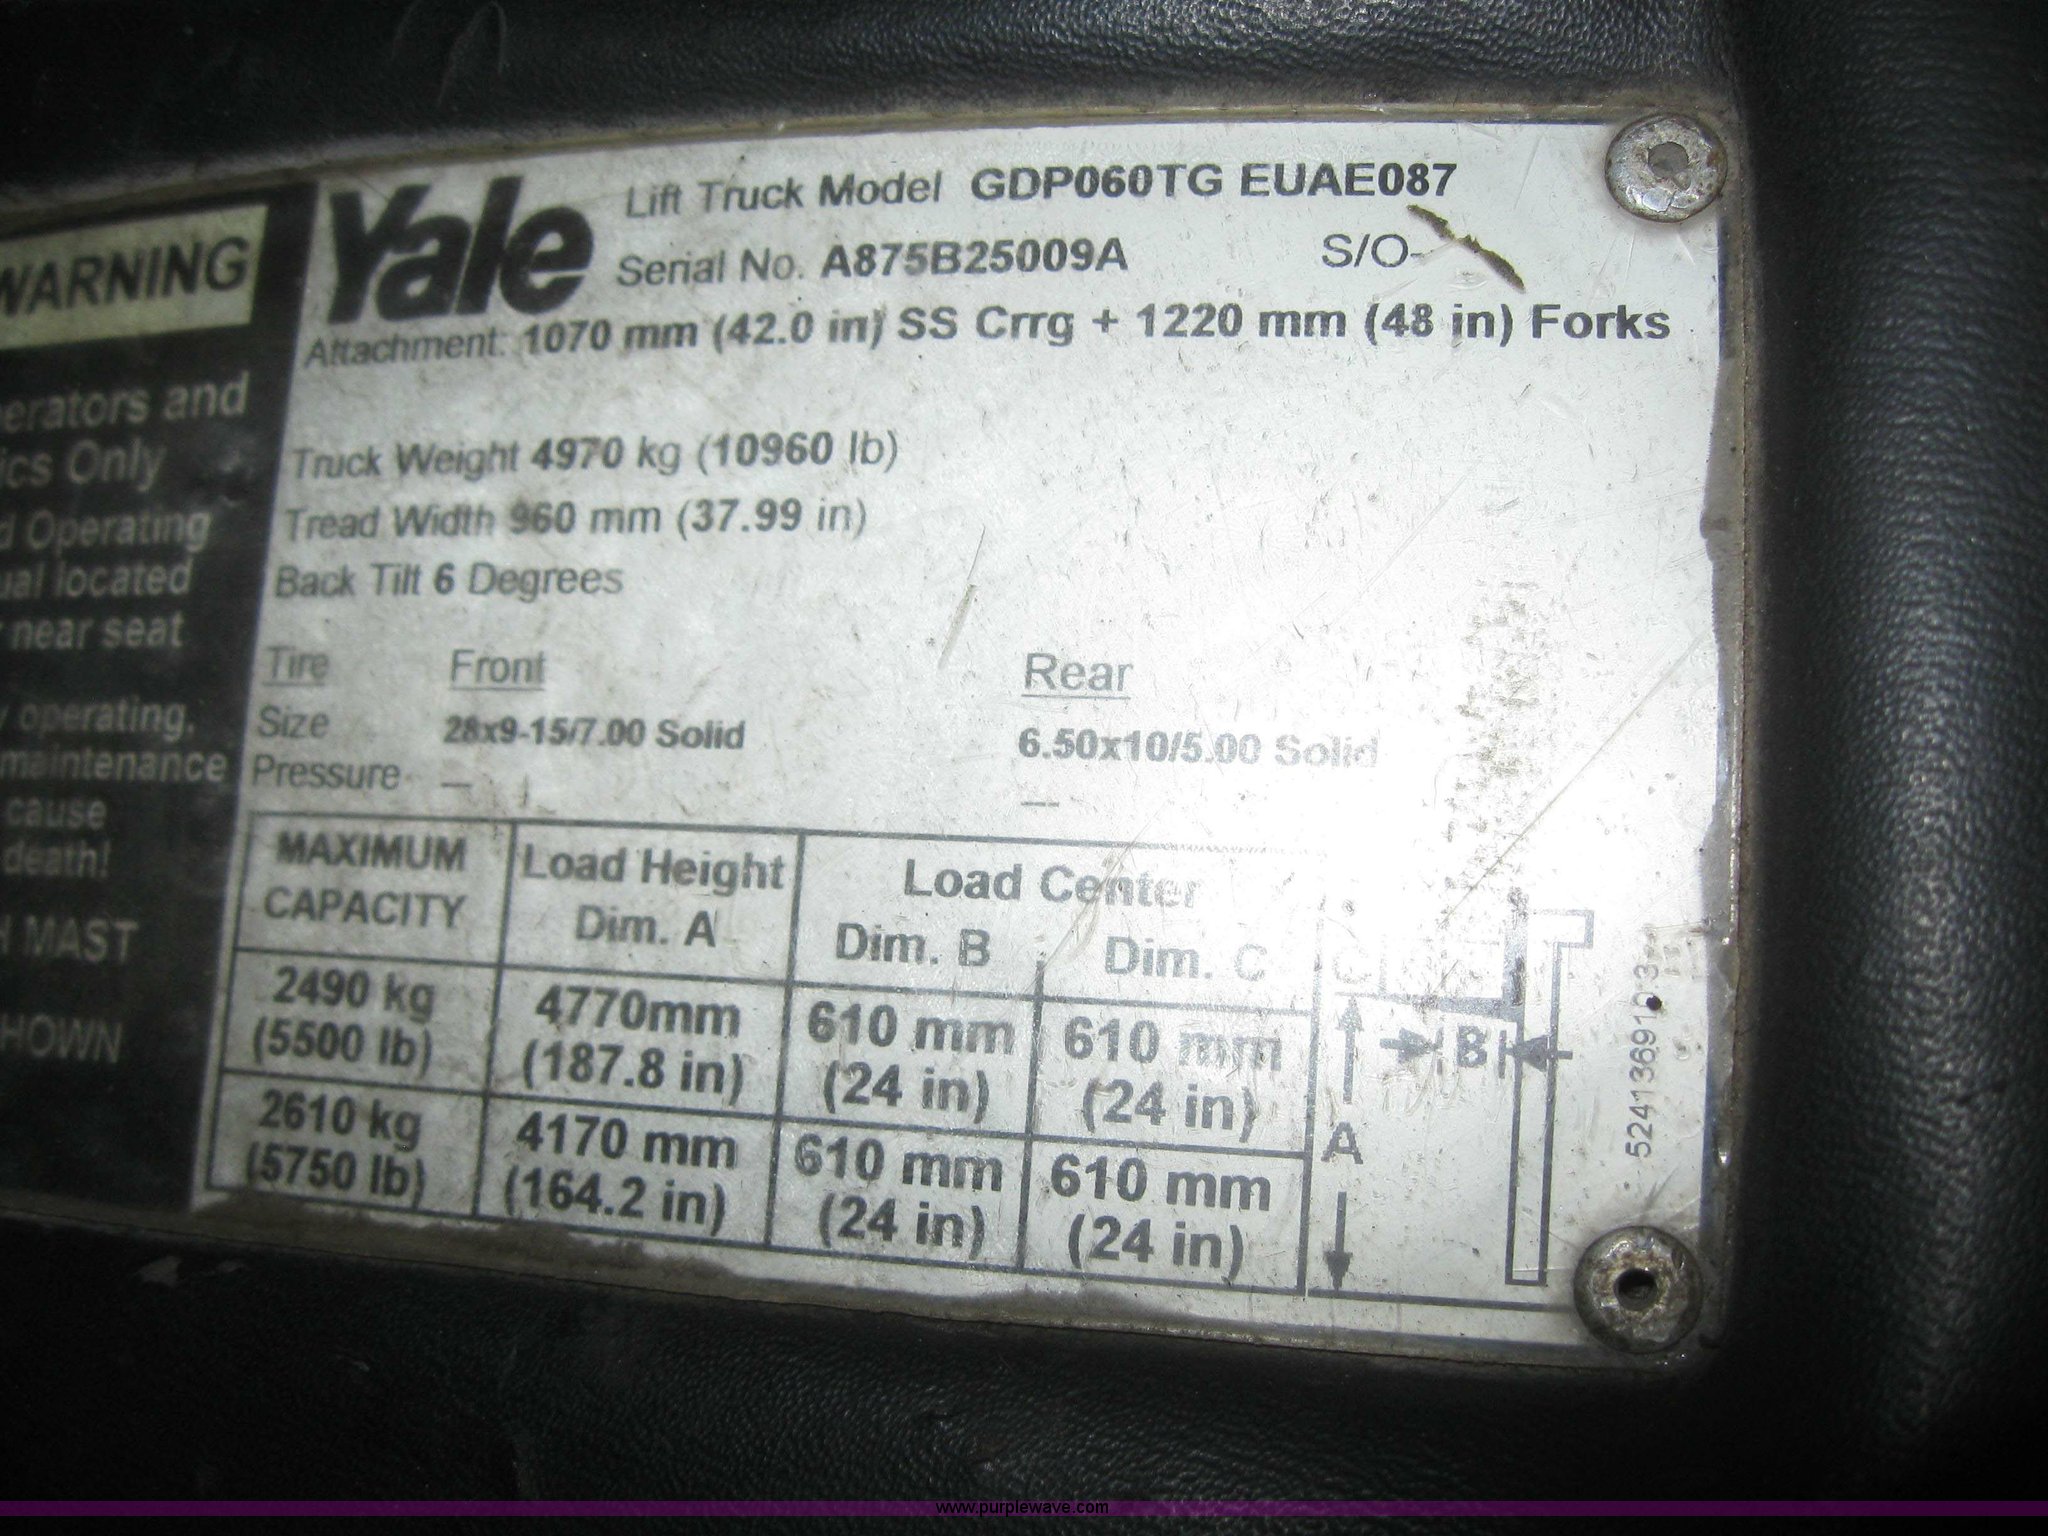 WARNING
erators and
ics Only
d Operating
ual located
near seat
operating,
maintenance
cause
death!
MAST
HOWN
Yale
Lift Truck Model GDP060TG EUAE087
Serial No. A875B25009A S/O-
Attachment: 1070 mm (42.0 in) SS Crrg + 1220 mm (48 in) Forks
Truck Weight 4970 kg (10960 lb)
Tread Width 960 mm (37.99 in)
Back Tilt 6 Degrees
Tire Front Rear
Size 28x9-15/7.00 Solid 6.50x10/5.00 Solid
Pressure — —
MAXIMUM CAPACITY Load Height Dim. A Load Center
Dim. B Dim. C
2490 kg 4770mm 610 mm 610 mm
(5500 lb) (187.8 in) (24 in) (24 in)
2610 kg 4170 mm 610 mm 610 mm
(5750 lb) (164.2 in) (24 in) (24 in)
C
B
A
www.purplewave.com